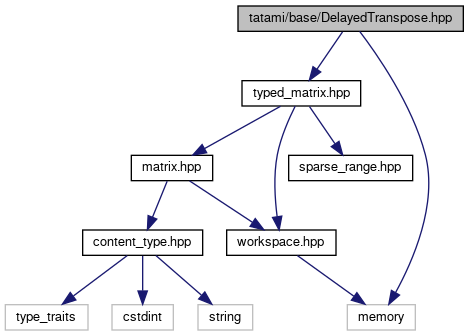 tatami/base/DelayedTranspose.hpp
typed_matrix.hpp
matrix.hpp
sparse_range.hpp
content_type.hpp
workspace.hpp
type_traits
cstdint
string
memory